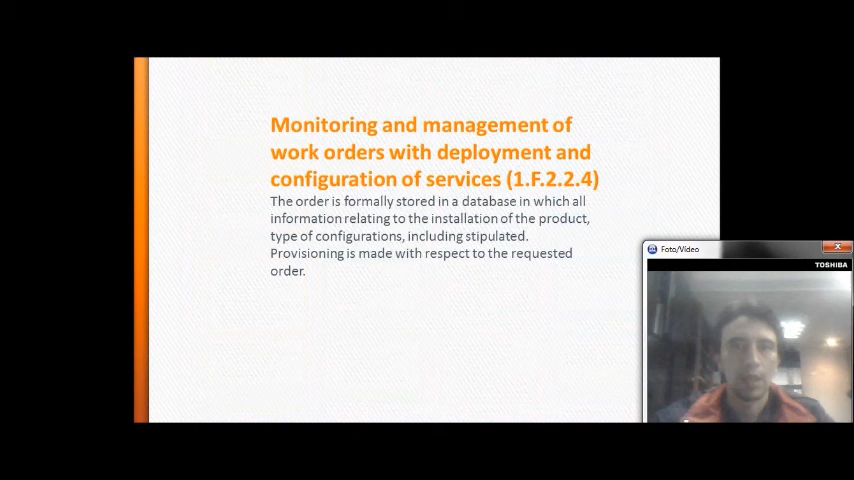 Monitoring and management of
work orders with deployment and
configuration of services (1.F.2.2.4)
The order is formally stored in a database in which all
information relating to the installation of the product,
type of configurations, including stipulated.
Provisioning is made with respect to the requested
order.
Foto/Vídeo
TOSHIBA